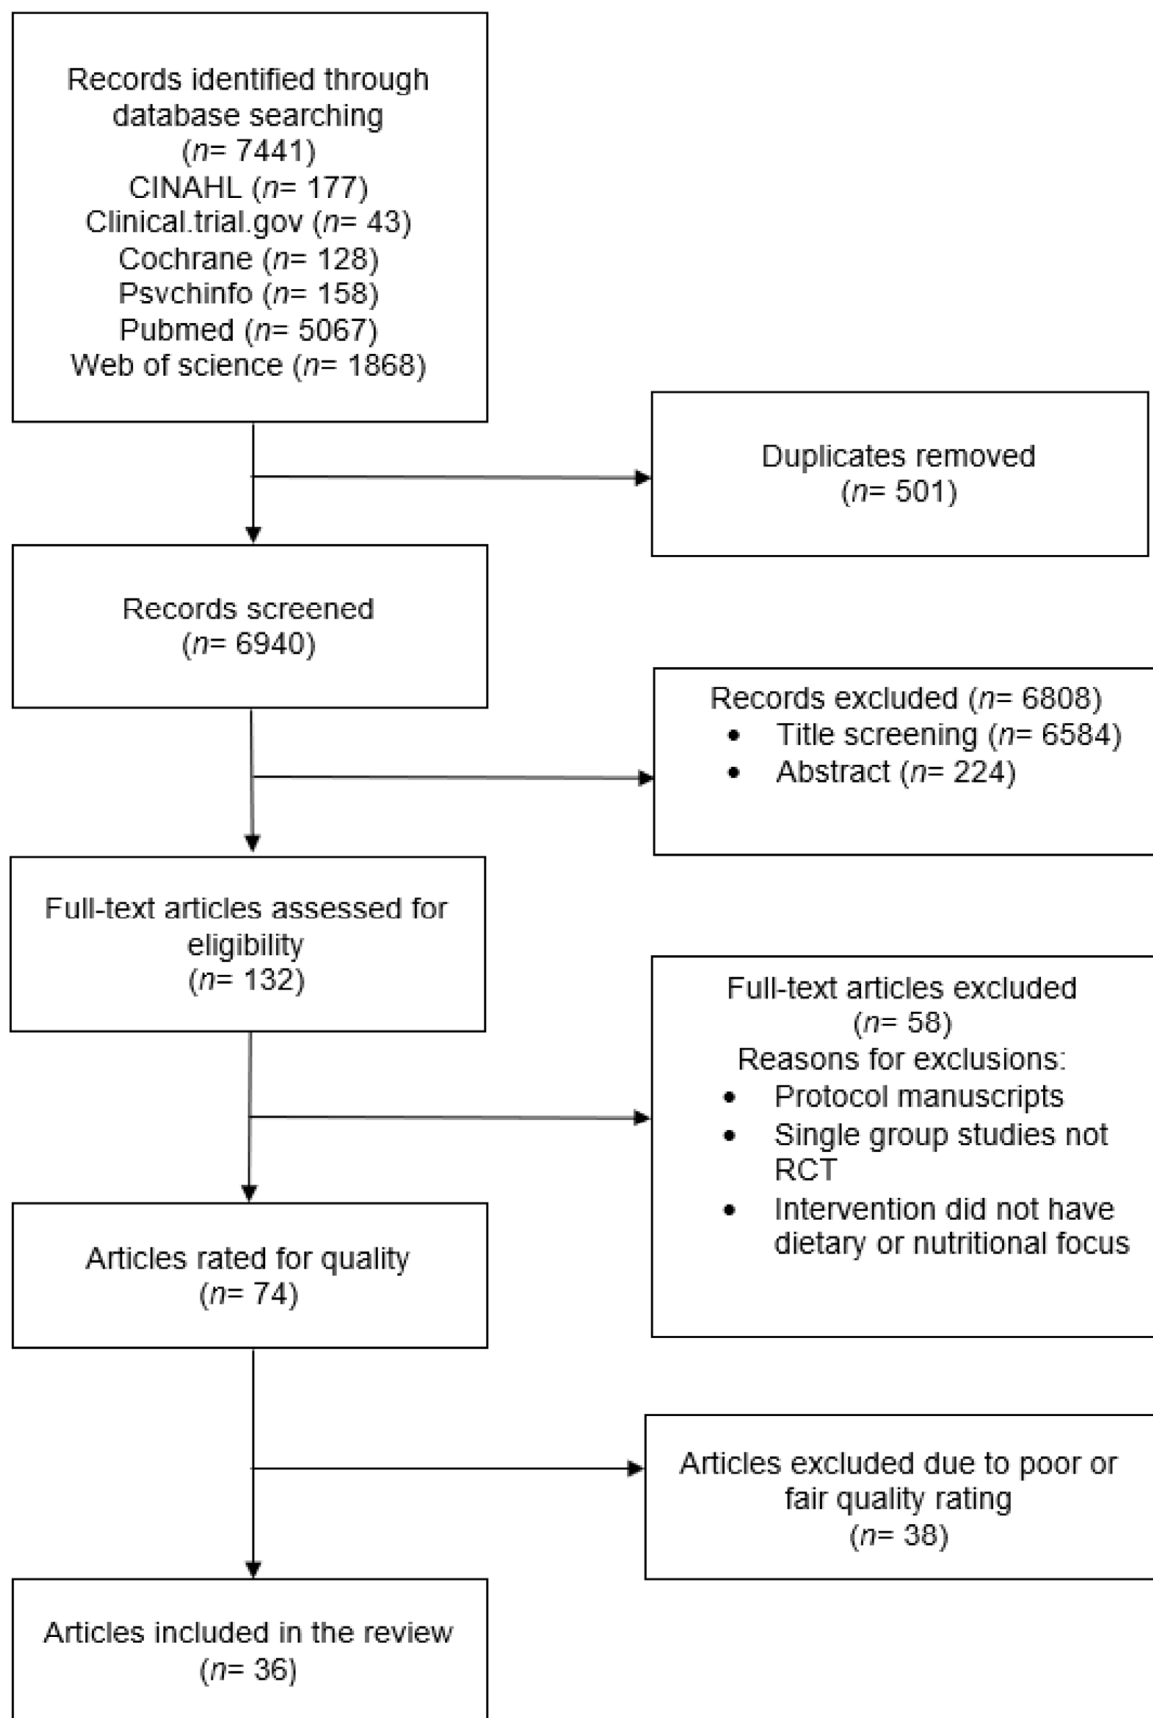 Records identified through
database searching
(n= 7441)
CINAHL (n= 177)
Clinical.trial.gov (n= 43)
Cochrane (n= 128)
Psvchinfo (n= 158)
Pubmed (n= 5067)
Web of science (n= 1868)
Duplicates removed
(n= 501)
Records screened
(n= 6940)
Records excluded (n= 6808)
• Title screening (n= 6584)
• Abstract (n= 224)
Full-text articles assessed for
eligibility
(n= 132)
Full-text articles excluded
(n= 58)
Reasons for exclusions:
• Protocol manuscripts
• Single group studies not
RCT
• Intervention did not have
dietary or nutritional focus
Articles rated for quality
(n= 74)
Articles excluded due to poor or
fair quality rating
(n= 38)
Articles included in the review
(n= 36)